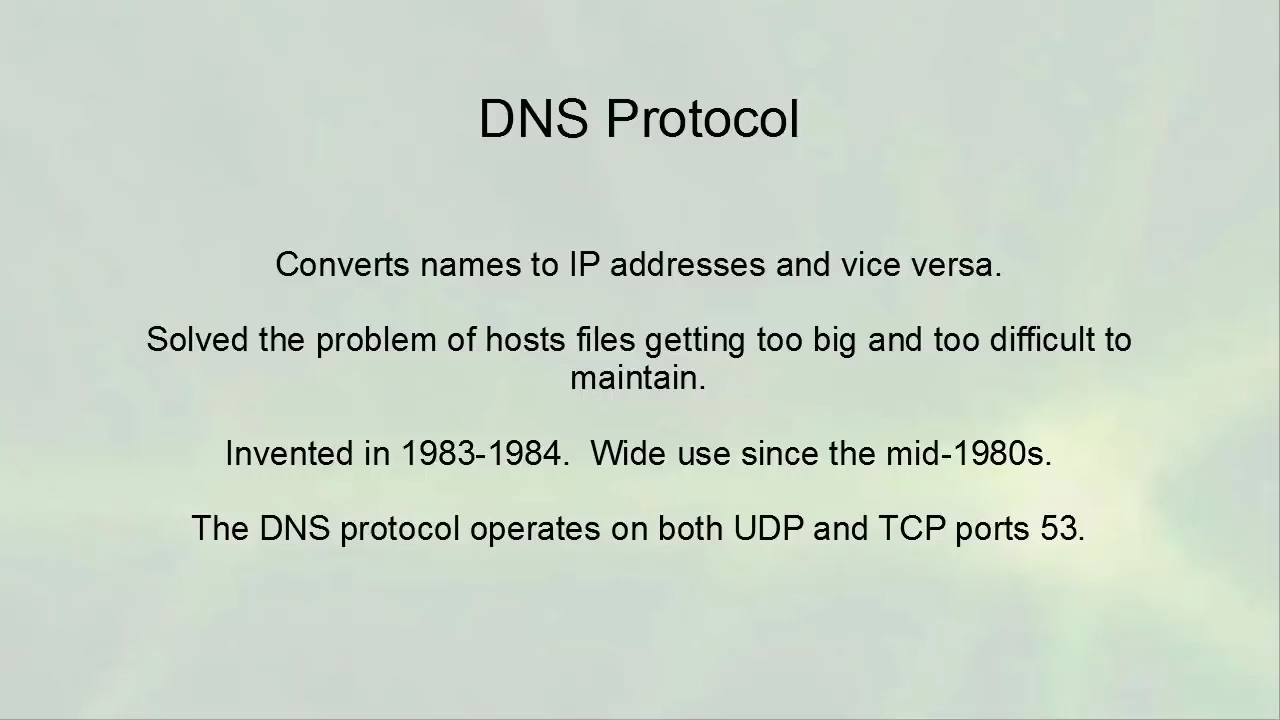 DNS Protocol
Converts names to IP addresses and vice versa.
Solved the problem of hosts files getting too big and too difficult to
maintain.
Invented in 1983-1984.  Wide use since the mid-1980s.
The DNS protocol operates on both UDP and TCP ports 53.